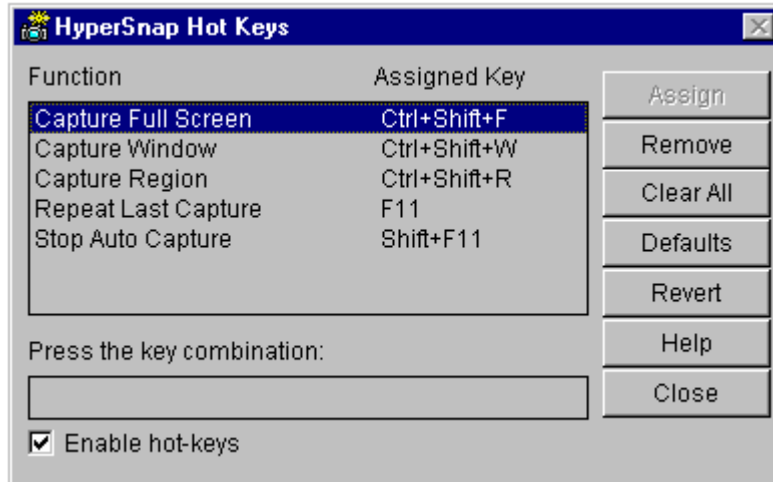 HyperSnap Hot Keys
Function Assigned Key
Capture Full Screen Ctrl+Shift+F
Capture Window Ctrl+Shift+W
Capture Region Ctrl+Shift+R
Repeat Last Capture F11
Stop Auto Capture Shift+F11
Press the key combination:
Enable hot-keys
Assign
Remove
Clear All
Defaults
Revert
Help
Close